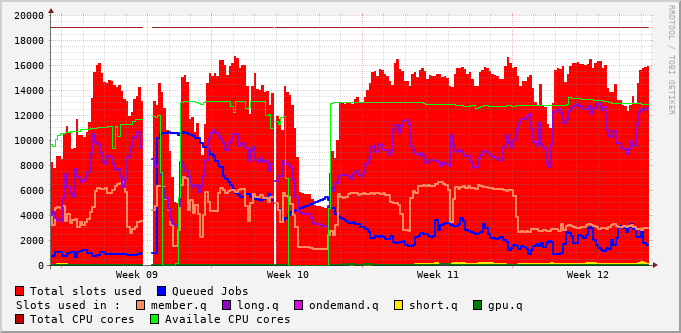 20000
18000
16000
14000
12000
10000
8000
6000
4000
2000
0
Week 09 Week 10 Week 11 Week 12
RRDTOOL / TOBI OETIKER
Total slots used Queued Jobs
Slots used in : member.q long.q ondemand.q short.q gpu.q
Total CPU cores Availale CPU cores